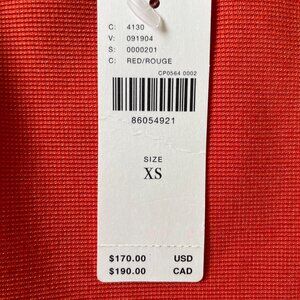 C: 4130
V: 091904
S: 0000201
C: RED/ROUGE
CP0564 0002
86054921
SIZE
XS
$170.00 USD
$190.00 CAD